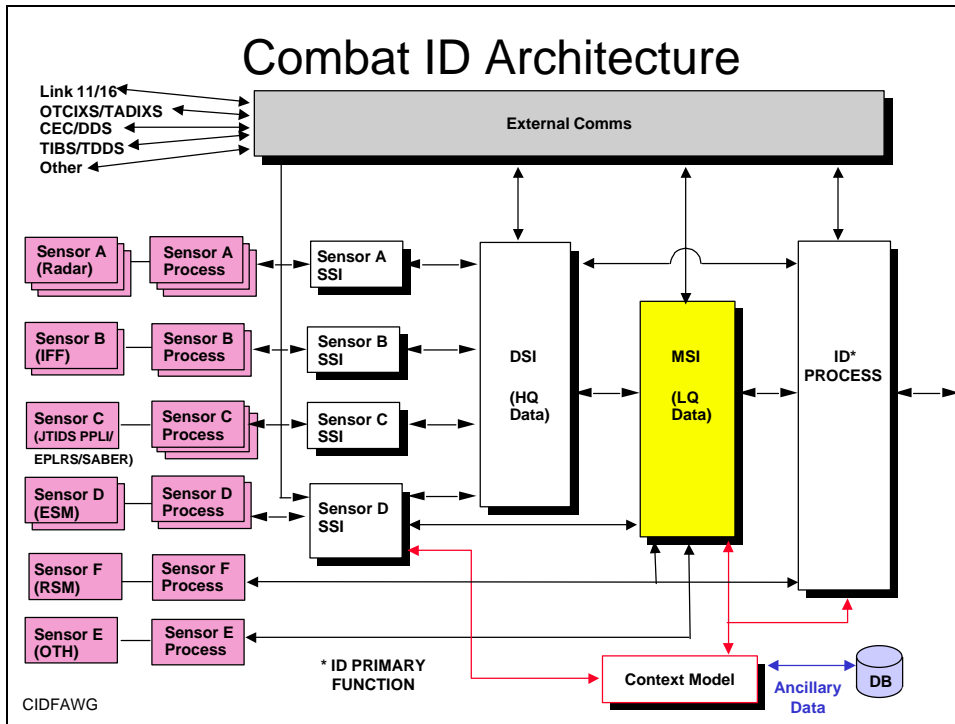 Combat ID Architecture
Link 11/16
OTCIXS/TADIXS
CEC/DDS
TIBS/TDDS
Other
External Comms
Sensor A
(Radar)
Sensor A
Process
Sensor A
SSI
Sensor B
(IFF)
Sensor B
Process
Sensor B
SSI
Sensor C
(JTIDS PPLI/
EPLRS/SABER)
Sensor C
Process
Sensor C
SSI
Sensor D
(ESM)
Sensor D
Process
Sensor D
SSI
Sensor F
(RSM)
Sensor F
Process
Sensor E
(OTH)
Sensor E
Process
DSI
(HQ
Data)
MSI
(LQ
Data)
ID*
PROCESS
* ID PRIMARY
FUNCTION
Context Model
Ancillary
Data
DB
CIDFAWG